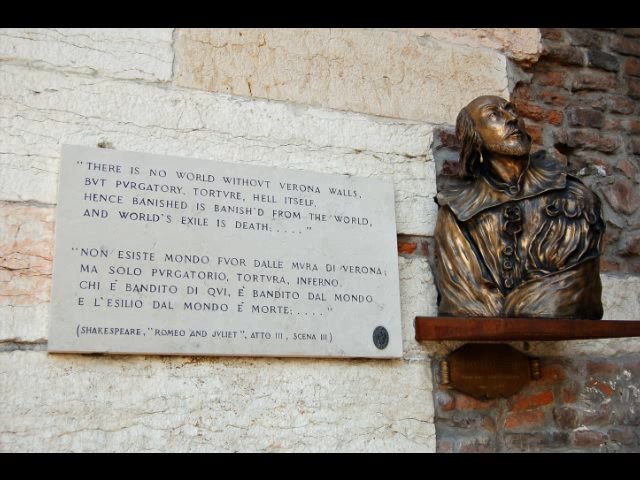 "THERE IS NO WORLD WITHOVT VERONA WALLS,
BVT PVRGATORY, TORTVRE, HELL ITSELF.
HENCE BANISHED IS BANISH'D FROM THE WORLD,
AND WORLD'S EXILE IS DEATH:...."
"NON ESISTE MONDO FVOR DALLE MVRA DI VERONA;
MA SOLO PVRGATORIO, TORTVRA, INFERNO.
CHI É BANDITO DI QVI, É BANDITO DAL MONDO
E L'ESILIO DAL MONDO É MORTE:...."
(SHAKESPEARE, "ROMEO AND JVLIET", ATTO III, SCENA III)